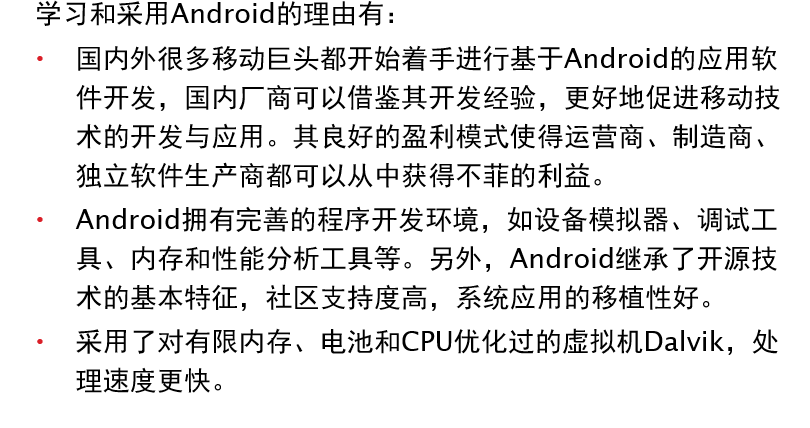 学习和采用Android的理由有：
• 国内外很多移动巨头都开始着手进行基于Android的应用软
件开发，国内厂商可以借鉴其开发经验，更好地促进移动技
术的开发与应用。其良好的盈利模式使得运营商、制造商、
独立软件生产商都可以从中获得不菲的利益。
• Android拥有完善的程序开发环境，如设备模拟器、调试工
具、内存和性能分析工具等。另外，Android继承了开源技
术的基本特征，社区支持度高，系统应用的移植性好。
• 采用了对有限内存、电池和CPU优化过的虚拟机Dalvik，处
理速度更快。